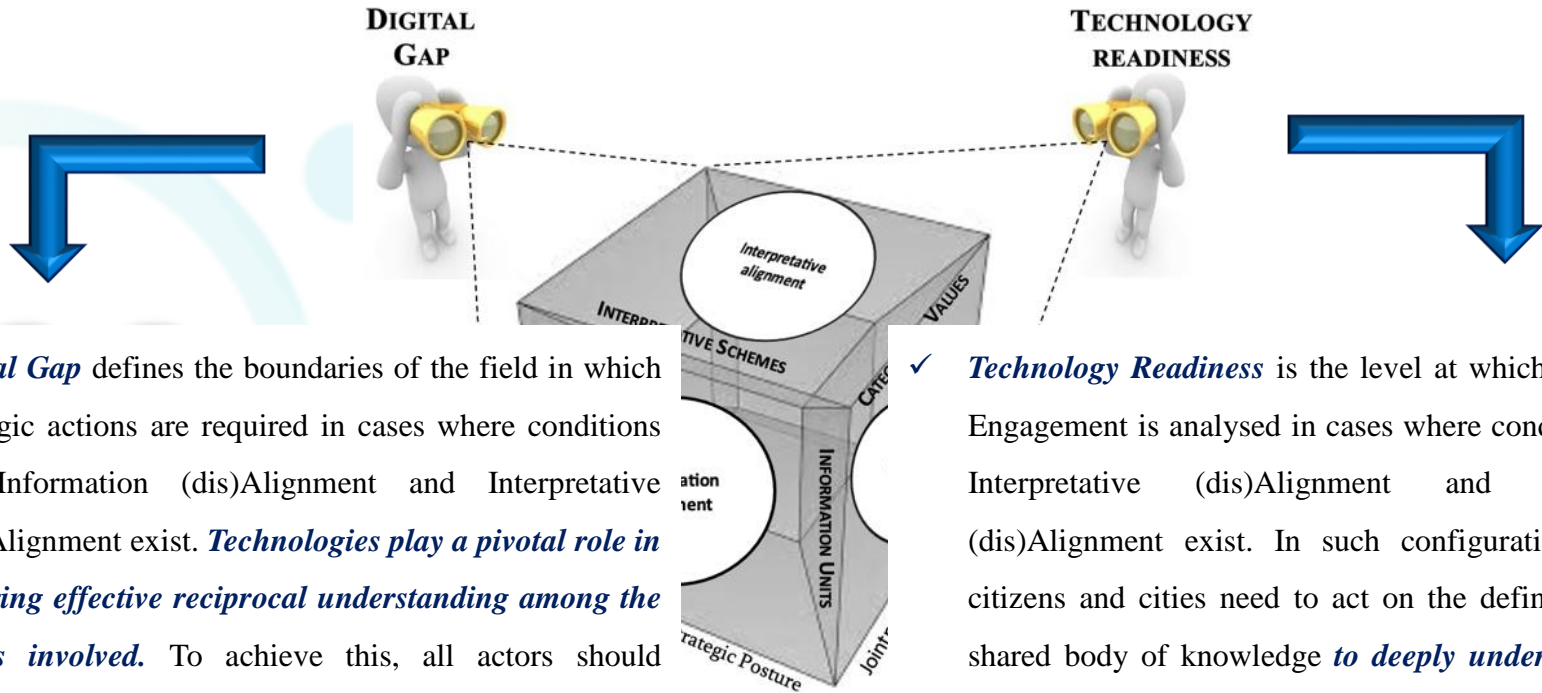 DIGITAL
GAP
TECHNOLOGY
READINESS
Interpretative
alignment
SCHEMES
VALUES
INFORMATION UNITS
Strategic Posture
al Gap defines the boundaries of the field in which
gic actions are required in cases where conditions
Information (dis)Alignment and Interpretative
Alignment exist. Technologies play a pivotal role in
ing effective reciprocal understanding among the
s involved. To achieve this, all actors should
✓ Technology Readiness is the level at which
Engagement is analysed in cases where cond
Interpretative (dis)Alignment and
(dis)Alignment exist. In such configurati
citizens and cities need to act on the defin
shared body of knowledge to deeply under